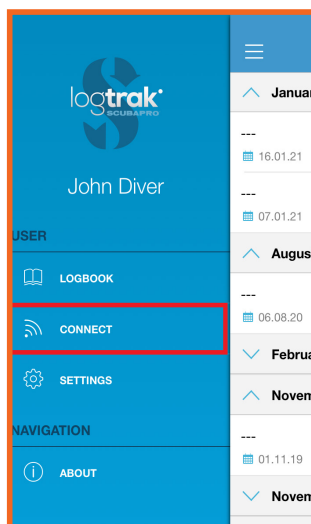 logtrak
SCUBAPRO
John Diver
USER
LOGBOOK
CONNECT
SETTINGS
NAVIGATION
ABOUT
Januar
---
16.01.21
---
07.01.21
Augus
---
06.08.20
Februa
Novem
---
01.11.19
Novem